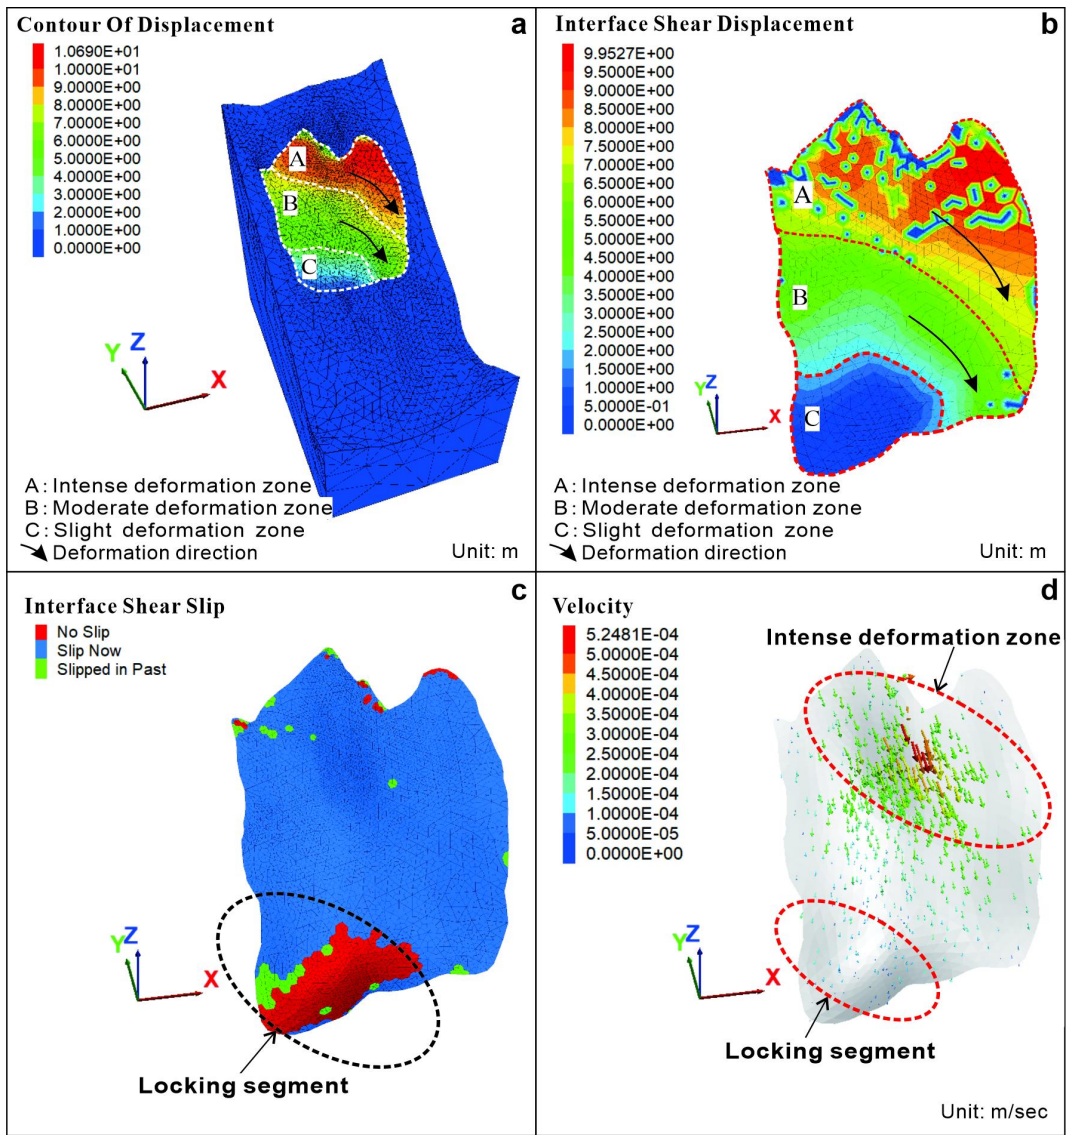 Contour Of Displacement
a
1.0690E+01
1.0000E+01
9.0000E+00
8.0000E+00
7.0000E+00
6.0000E+00
5.0000E+00
4.0000E+00
3.0000E+00
2.0000E+00
1.0000E+00
0.0000E+00
A
B
C
Y
Z
X
A: Intense deformation zone
B: Moderate deformation zone
C: Slight deformation zone
Deformation direction
Unit: m
Interface Shear Displacement
b
9.9527E+00
9.5000E+00
9.0000E+00
8.5000E+00
8.0000E+00
7.5000E+00
7.0000E+00
6.5000E+00
6.0000E+00
5.5000E+00
5.0000E+00
4.5000E+00
4.0000E+00
3.5000E+00
3.0000E+00
2.5000E+00
2.0000E+00
1.5000E+00
1.0000E+00
5.0000E-01
0.0000E+00
A
B
C
Y
Z
X
A: Intense deformation zone
B: Moderate deformation zone
C: Slight deformation zone
Deformation direction
Unit: m
Interface Shear Slip
c
No Slip
Slip Now
Slipped in Past
Y
Z
X
Locking segment
Velocity
d
5.2481E-04
5.0000E-04
4.5000E-04
4.0000E-04
3.5000E-04
3.0000E-04
2.5000E-04
2.0000E-04
1.5000E-04
1.0000E-04
5.0000E-05
0.0000E+00
Intense deformation zone
Y
Z
X
Locking segment
Unit: m/sec